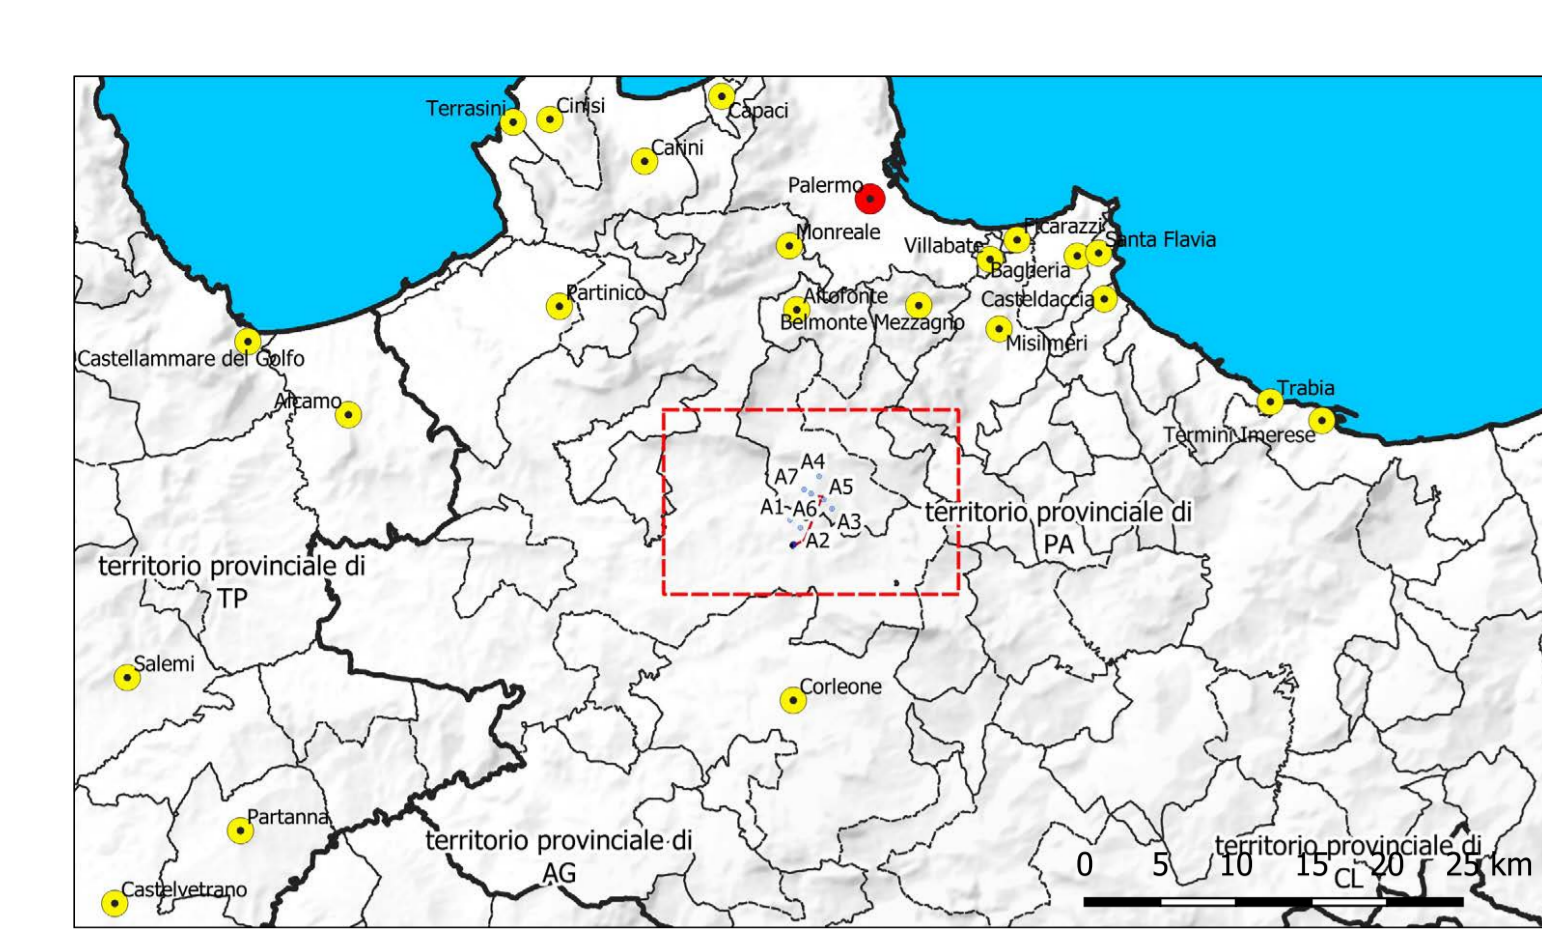 Terrasini
Cinisi
Capaci
Carini
Palermo
Monreale
Villabate
Ficarazzi
Santa Flavia
Bagheria
Partinico
Altofonte
Casteldaccia
Belmonte Mezzagno
Misilmeri
Castellammare del Golfo
Alcamo
Trabia
Termini Imerese
A4
A7
A5
A1
A6
A3
A2
territorio provinciale di
PA
territorio provinciale di
TP
Salemi
Corleone
Partanna
territorio provinciale di
AG
territorio provinciale di
CL
0 5 10 15 20 25 km
Castelvetrano